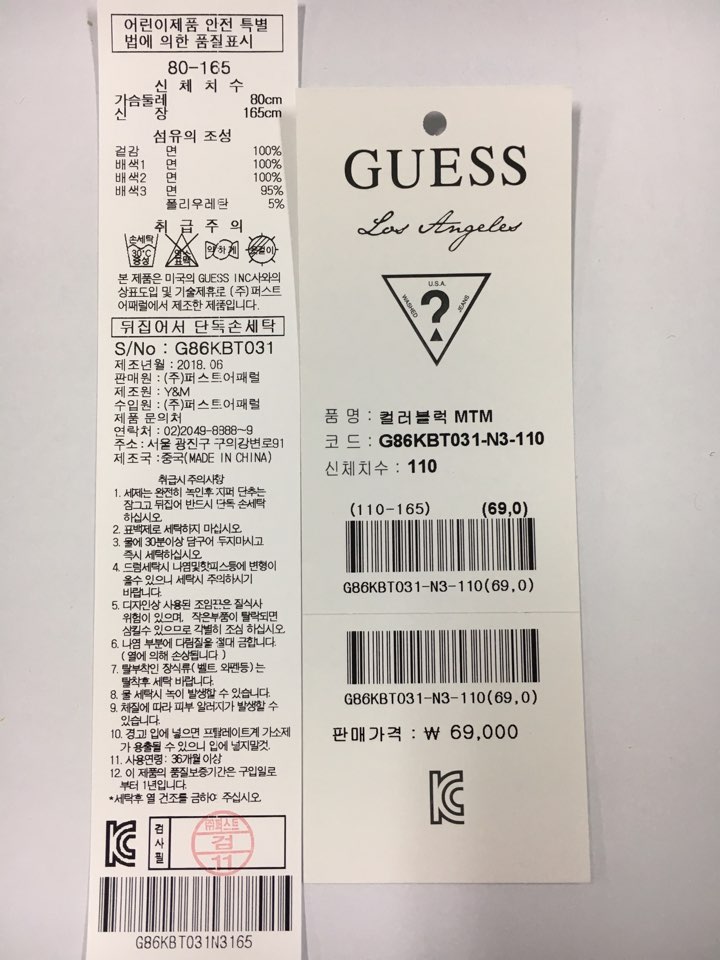 어린이제품 안전 특별
법에 의한 품질표시
80-165
신 체 치 수
가슴둘레 80cm
신 장 165cm
섬유의 조성
겉감 면 100%
배색1 면 100%
배색2 면 100%
배색3 면 95%
폴리우레탄 5%
취 급 주 의
손세탁
30°C
중성
약하게
본 제품은 미국의 GUESS INC사와의
상표도입 및 기술제휴로 (주)퍼스트
어패럴에서 제조한 제품입니다.
뒤집어서 단독손세탁
S/No : G86KBT031
제조년월 : 2018. 06
판매원 : (주)퍼스트어패럴
제조원 : Y&M
수입원 : (주)퍼스트어패럴
제품 문의처
연락처 : 02)2049-8388~9
주소 : 서울 광진구 구의강변로91
제조국 :중국(MADE IN CHINA)
취급시 주의사항
1. 세제는 완전히 녹인후 지퍼 단추는
잠그고 뒤집어 반드시 단독 손세탁
하십시오.
2. 표백제로 세탁하지 마십시오.
3. 물에 30분이상 담구어 두지마시고
즉시 세탁하십시오.
4. 드럼세탁시 나염및핫피스등에 변형이
올수 있으니 세탁시 주의하시기
바랍니다.
5. 디자인상 사용된 조임끈은 질식사
위험이 있으며, 작은부품이 탈락되면
삼킬수 있으므로 각별히 조심 하십시오.
6. 나염 부분에 다림질을 절대 금합니다.
( 열에 의해 손상됩니다 )
7. 탈부착인 장식류( 벨트. 와펜등) 는
탈착후 세탁 바랍니다.
8. 물 세탁시 녹이 발생할 수 있습니다.
9. 체질에 따라 피부 알러지가 발생할 수
있습니다.
10. 경고! 입에 넣으면 프탈레이트계 가소제
가 용출될 수 있으니 입에 넣지말것.
11. 사용연령: 36개월 이상
12. 이 제품의 품질보증기간은 구입일로
부터 1년입니다.
*세탁후 열 건조를 금하여 주십시오.
KC
검사필
검
11
G86KBT031N3165
GUESS
Los Angeles
U.S.A.
WASHED ? JEANS
품 명 : 컬러블럭 MTM
코 드 : G86KBT031-N3-110
신체치수 : 110
(110-165) (69,0)
G86KBT031-N3-110(69,0)
G86KBT031-N3-110(69,0)
판매가격 : ₩ 69,000
KC